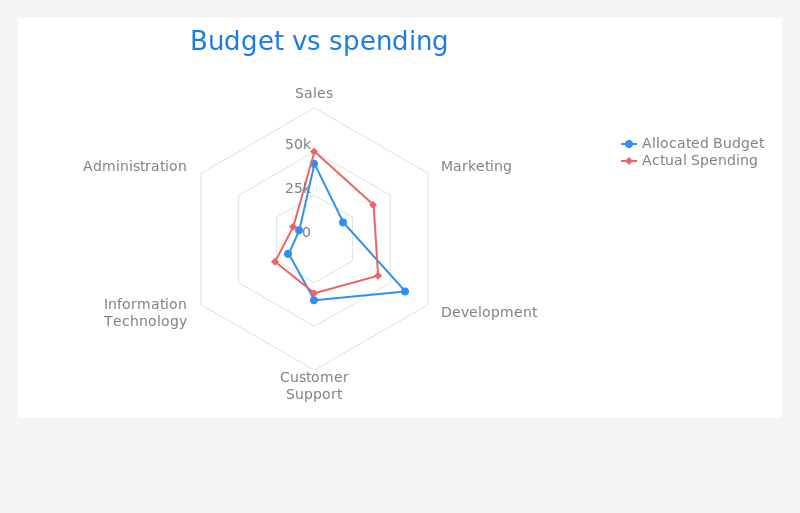 Budget vs spending
Sales
50k
25k
0
Administration
Marketing
Information
Technology
Development
Customer
Support
Allocated Budget
Actual Spending